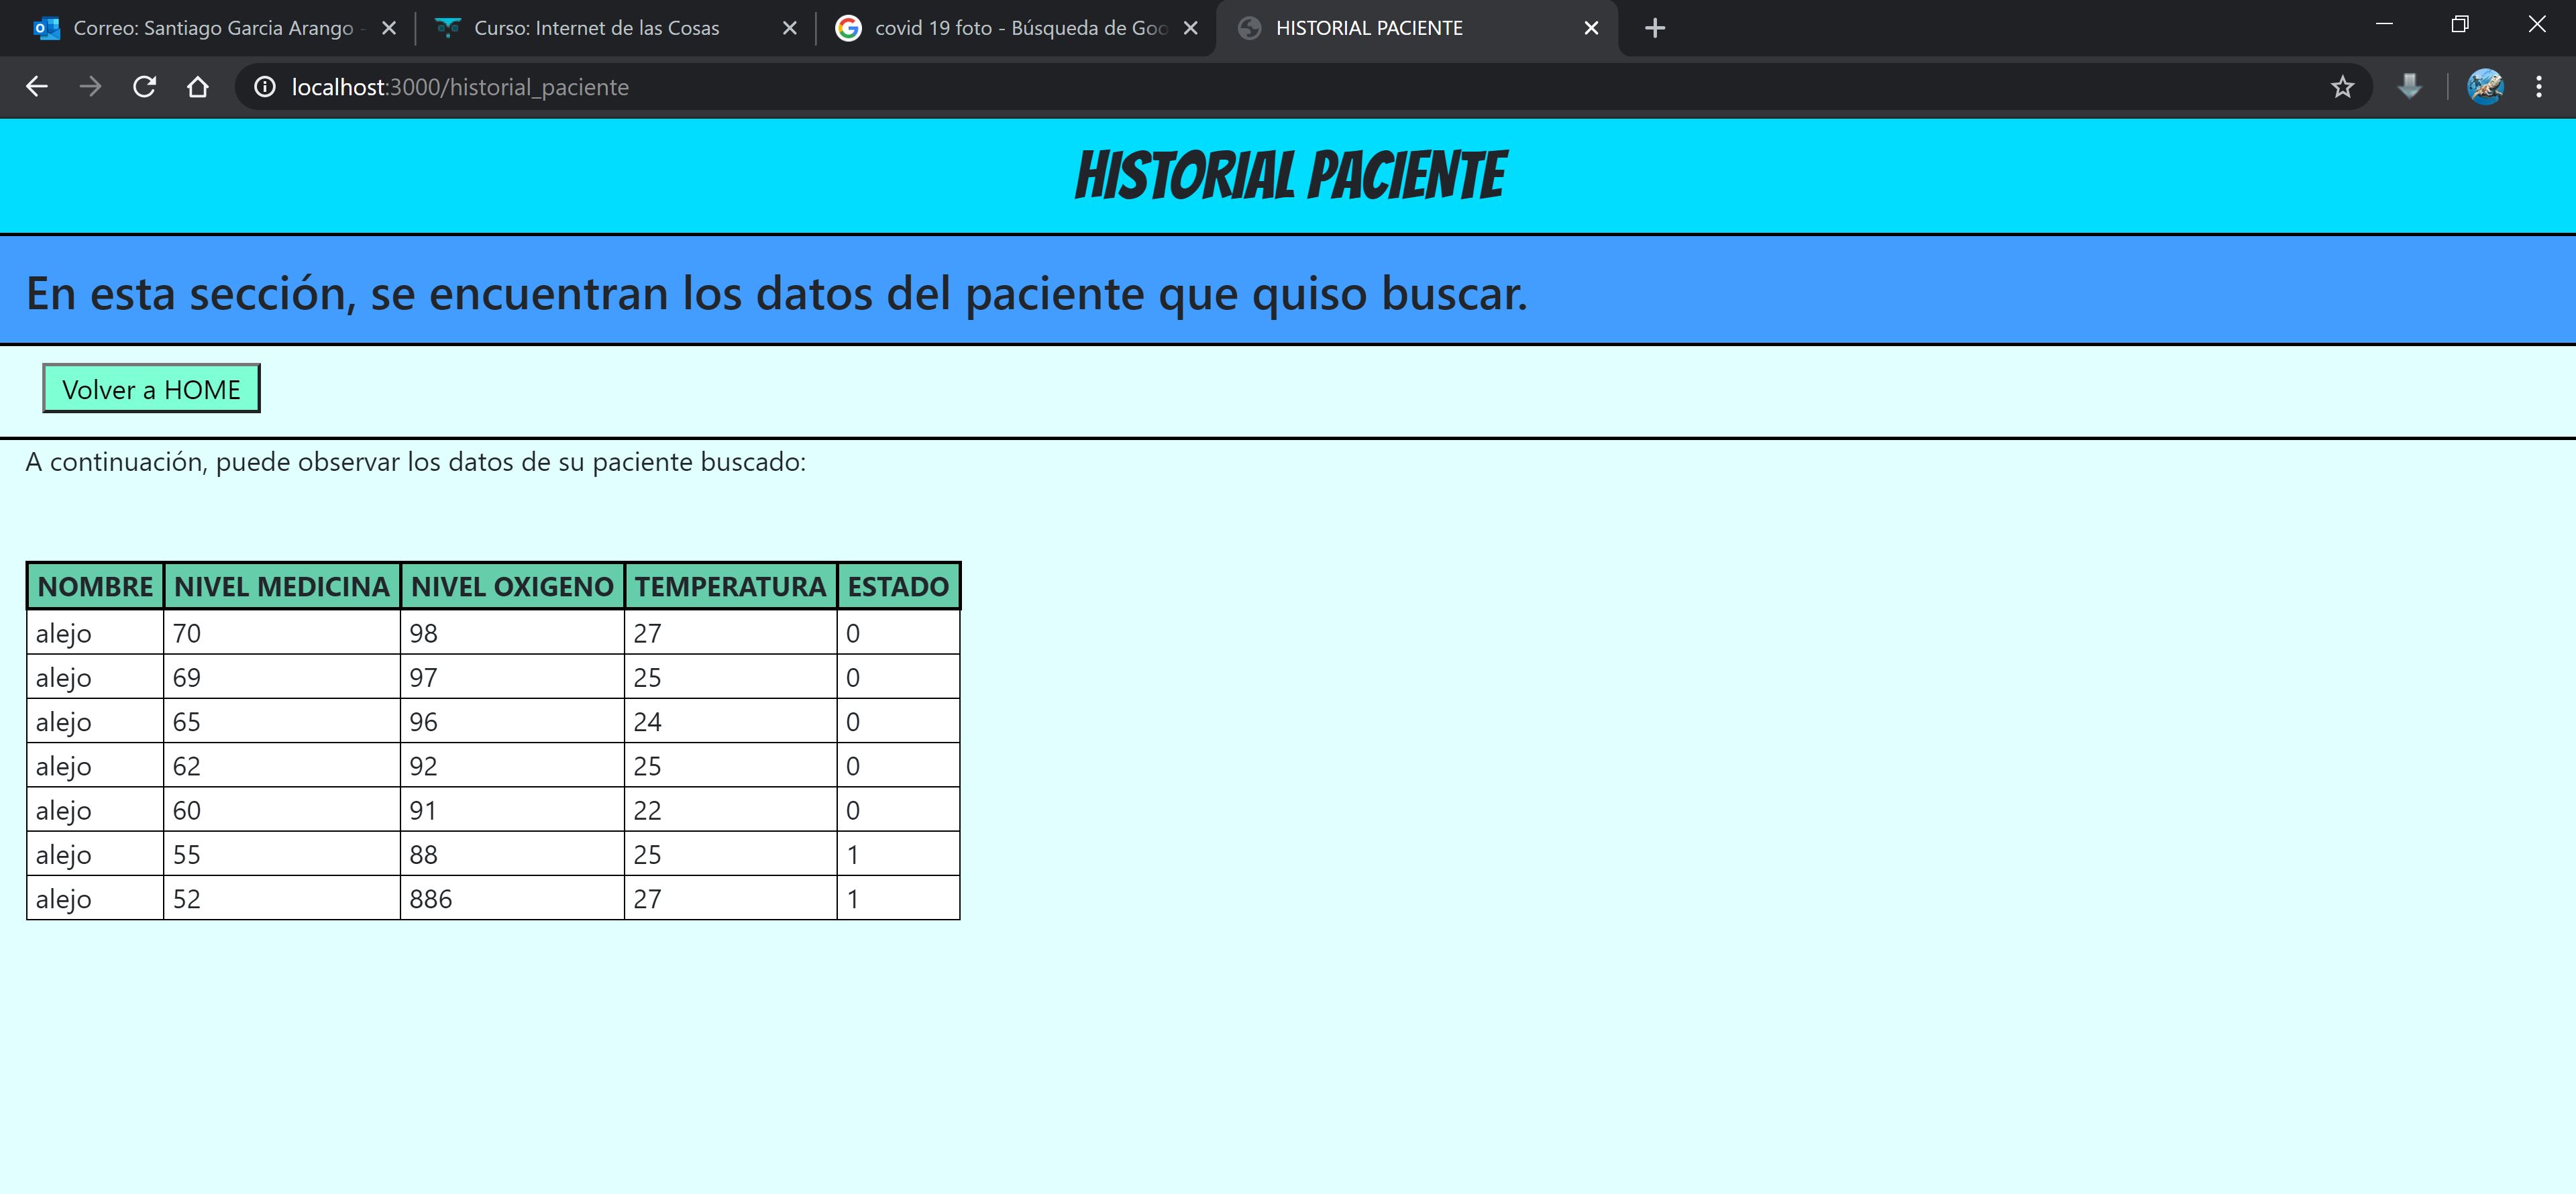 Correo: Santiago Garcia Arango -
Curso: Internet de las Cosas
covid 19 foto - Búsqueda de Goo
HISTORIAL PACIENTE
localhost:3000/historial_paciente
HISTORIAL PACIENTE
En esta sección, se encuentran los datos del paciente que quiso buscar.
Volver a HOME
A continuación, puede observar los datos de su paciente buscado:
NOMBRE NIVEL MEDICINA NIVEL OXIGENO TEMPERATURA ESTADO
alejo 70 98 27 0
alejo 69 97 25 0
alejo 65 96 24 0
alejo 62 92 25 0
alejo 60 91 22 0
alejo 55 88 25 1
alejo 52 886 27 1